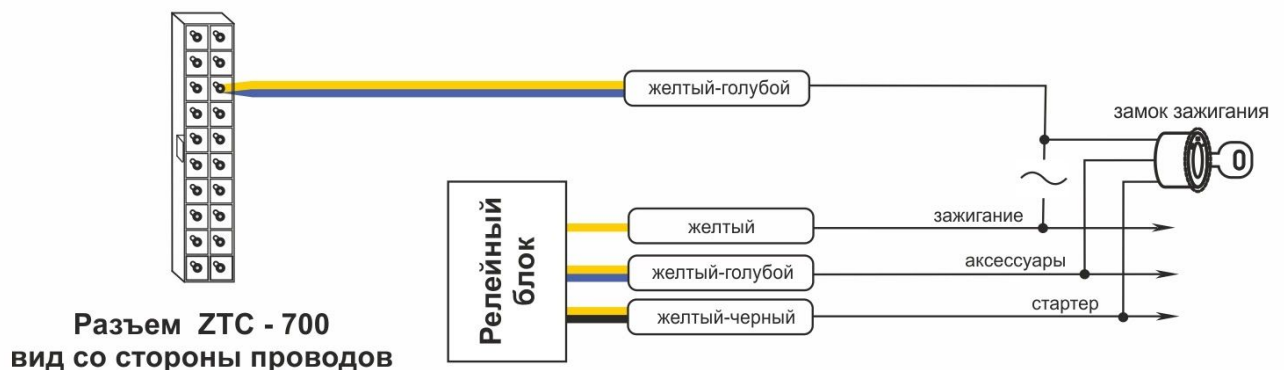 желтый-голубой
замок зажигания
Релейный
блок
желтый
зажигание
желтый-голубой
аксессуары
желтый-черный
стартер
Разъем ZTC - 700
вид со стороны проводов